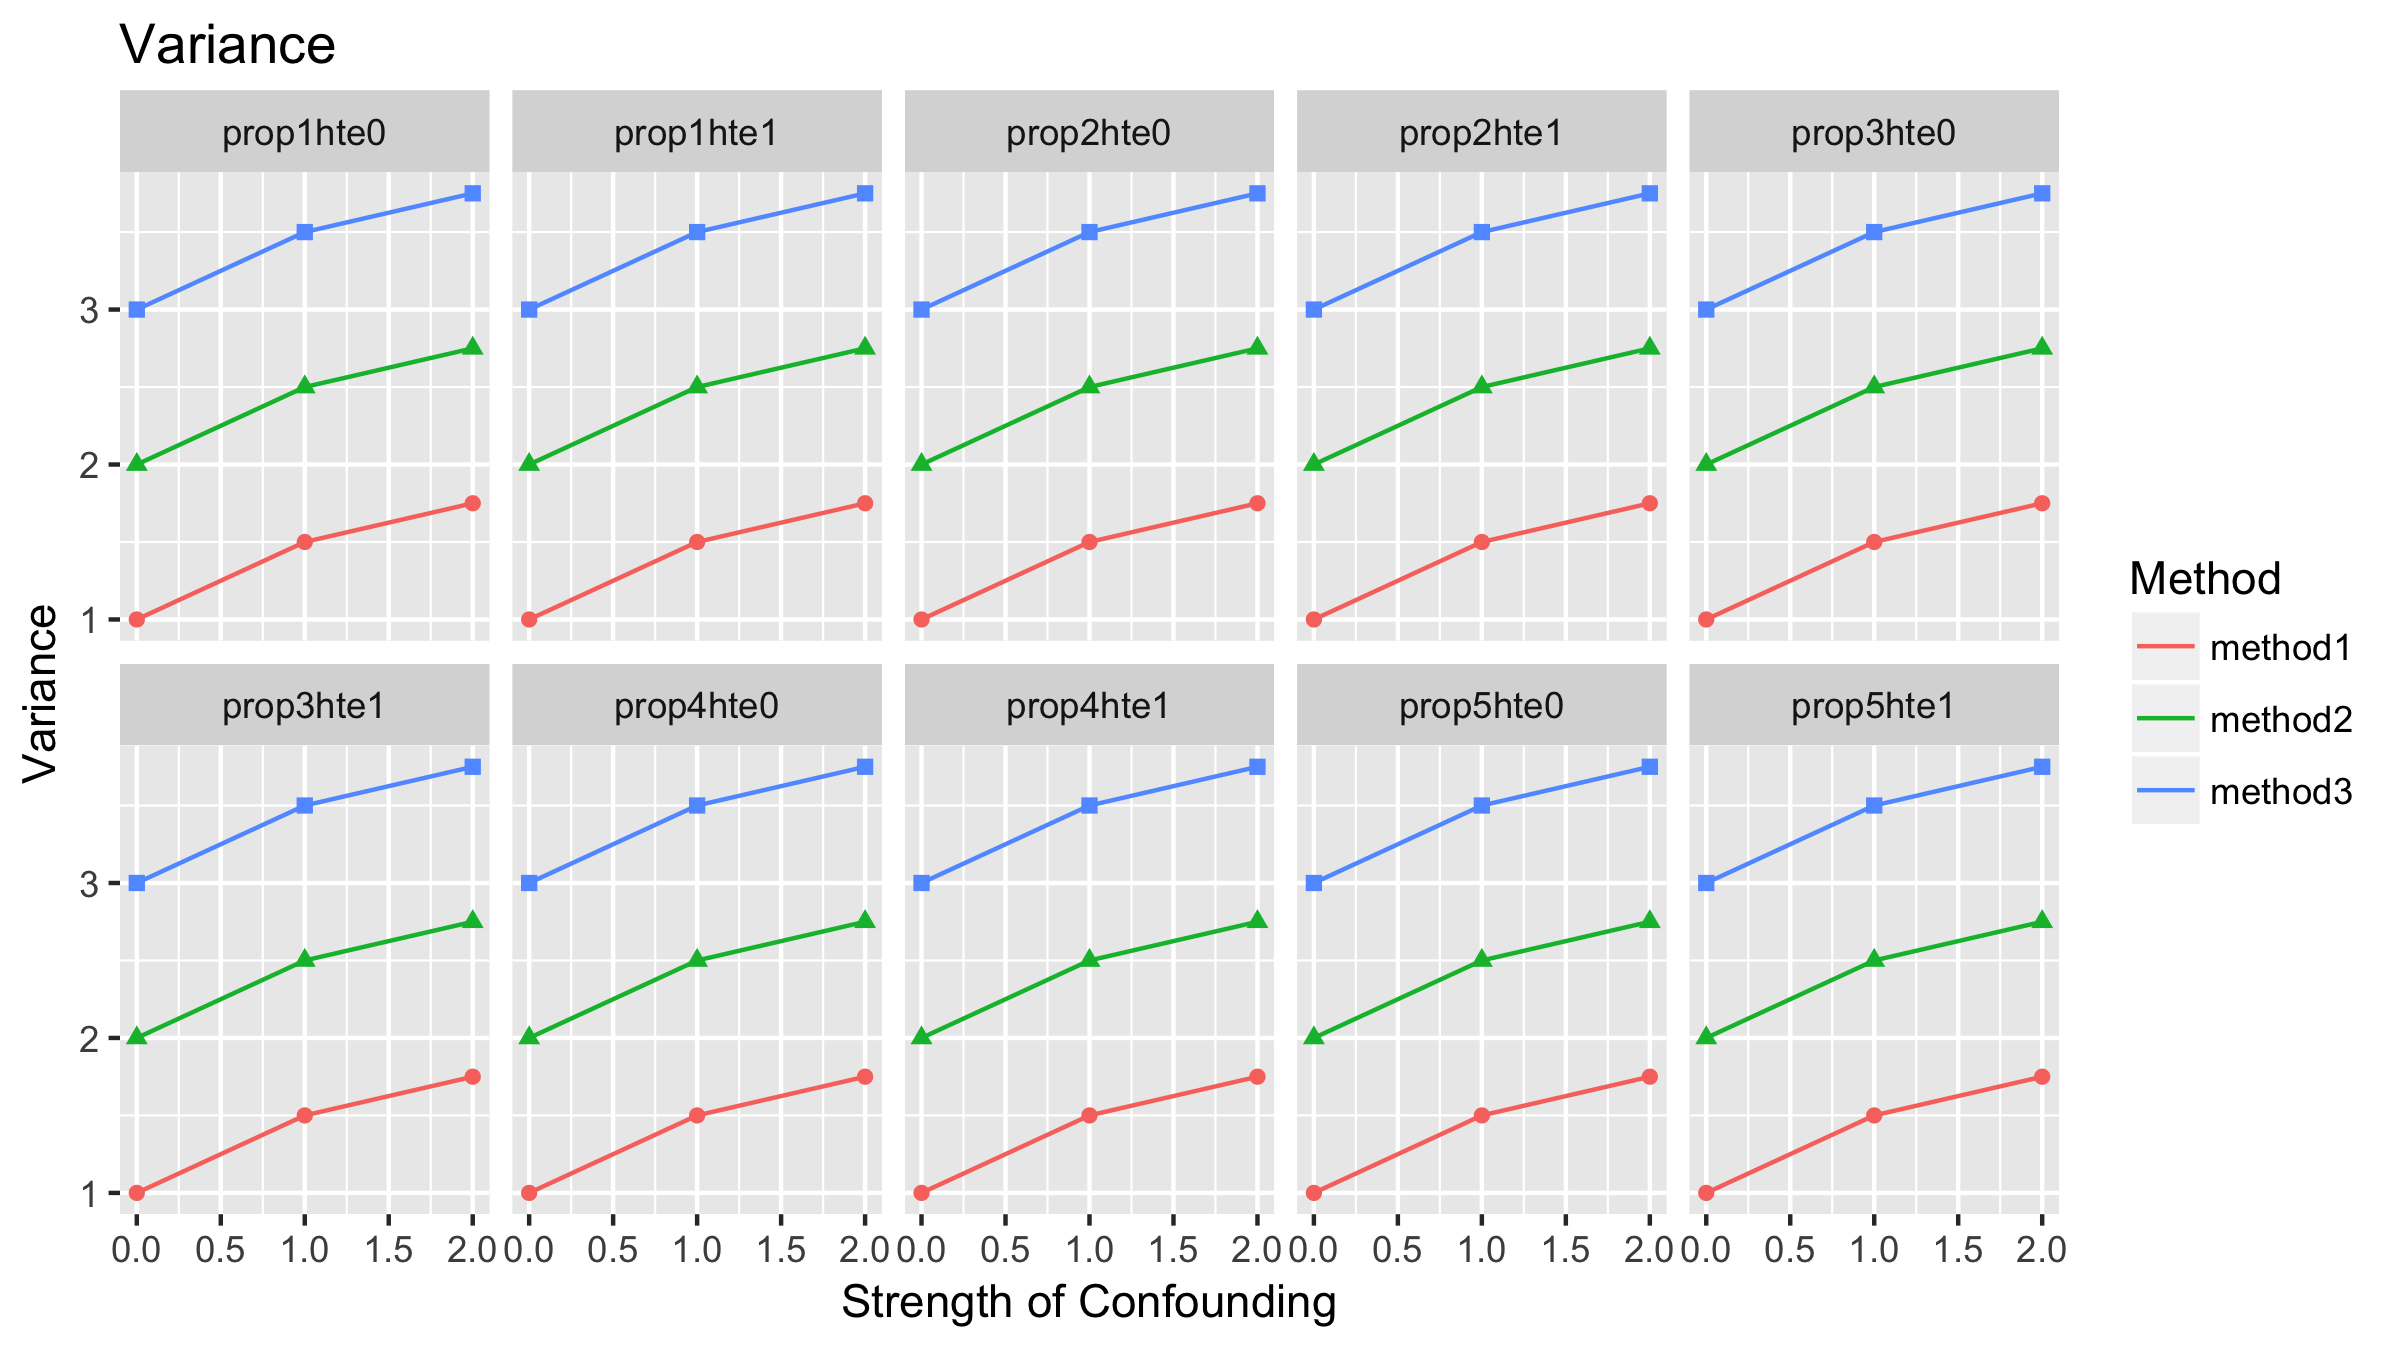 Variance
prop1hte0 prop1hte1 prop2hte0 prop2hte1 prop3hte0
3
2
1
prop3hte1 prop4hte0 prop4hte1 prop5hte0 prop5hte1
3
2
1
0.0 0.5 1.0 1.5 2.0 0.0 0.5 1.0 1.5 2.0 0.0 0.5 1.0 1.5 2.0 0.0 0.5 1.0 1.5 2.0 0.0 0.5 1.0 1.5 2.0
Strength of Confounding
Variance
Method
method1
method2
method3